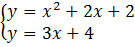 y = x² + 2x + 2
y = 3x + 4